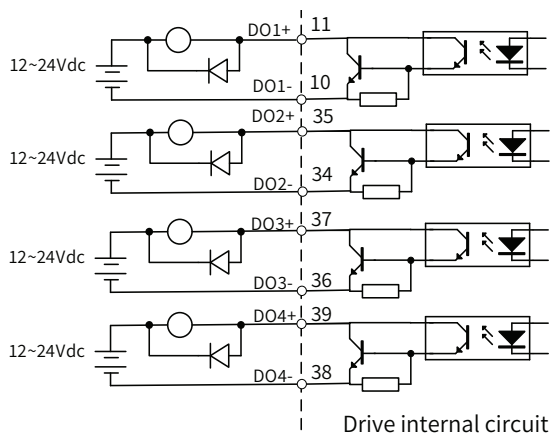 DO1+ 11
12~24Vdc
DO1- 10
DO2+ 35
12~24Vdc
DO2- 34
DO3+ 37
12~24Vdc
DO3- 36
DO4+ 39
12~24Vdc
DO4- 38
Drive internal circuit